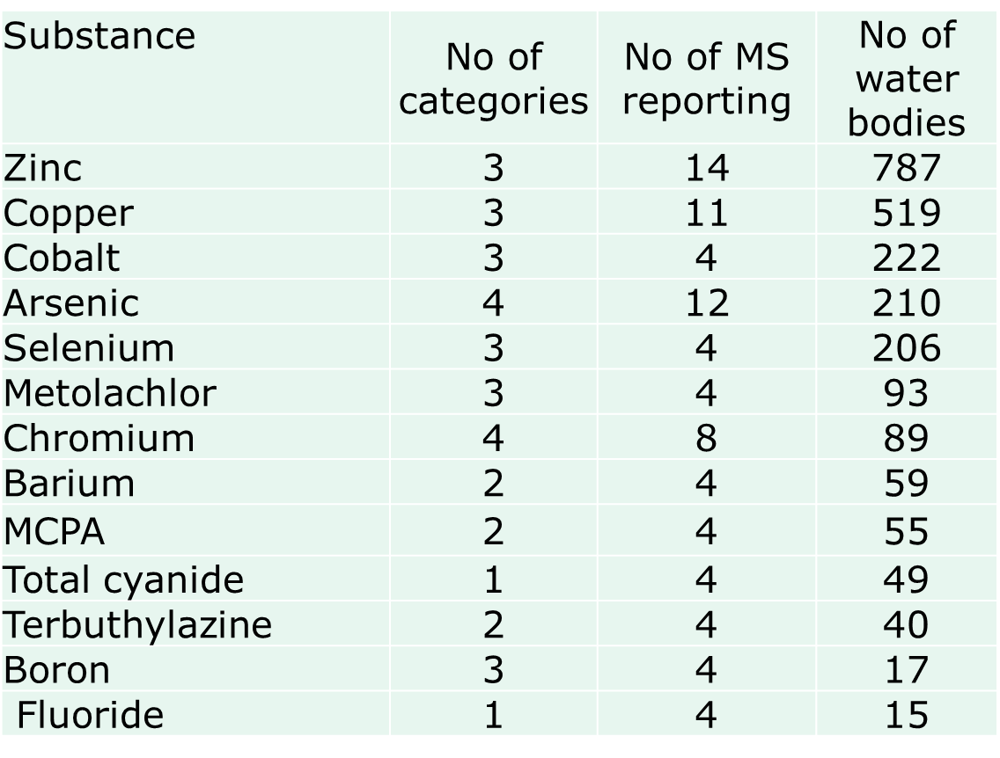 Substance No of categories No of MS reporting No of water bodies
Zinc 3 14 787
Copper 3 11 519
Cobalt 3 4 222
Arsenic 4 12 210
Selenium 3 4 206
Metolachlor 3 4 93
Chromium 4 8 89
Barium 2 4 59
MCPA 2 4 55
Total cyanide 1 4 49
Terbuthylazine 2 4 40
Boron 3 4 17
Fluoride 1 4 15